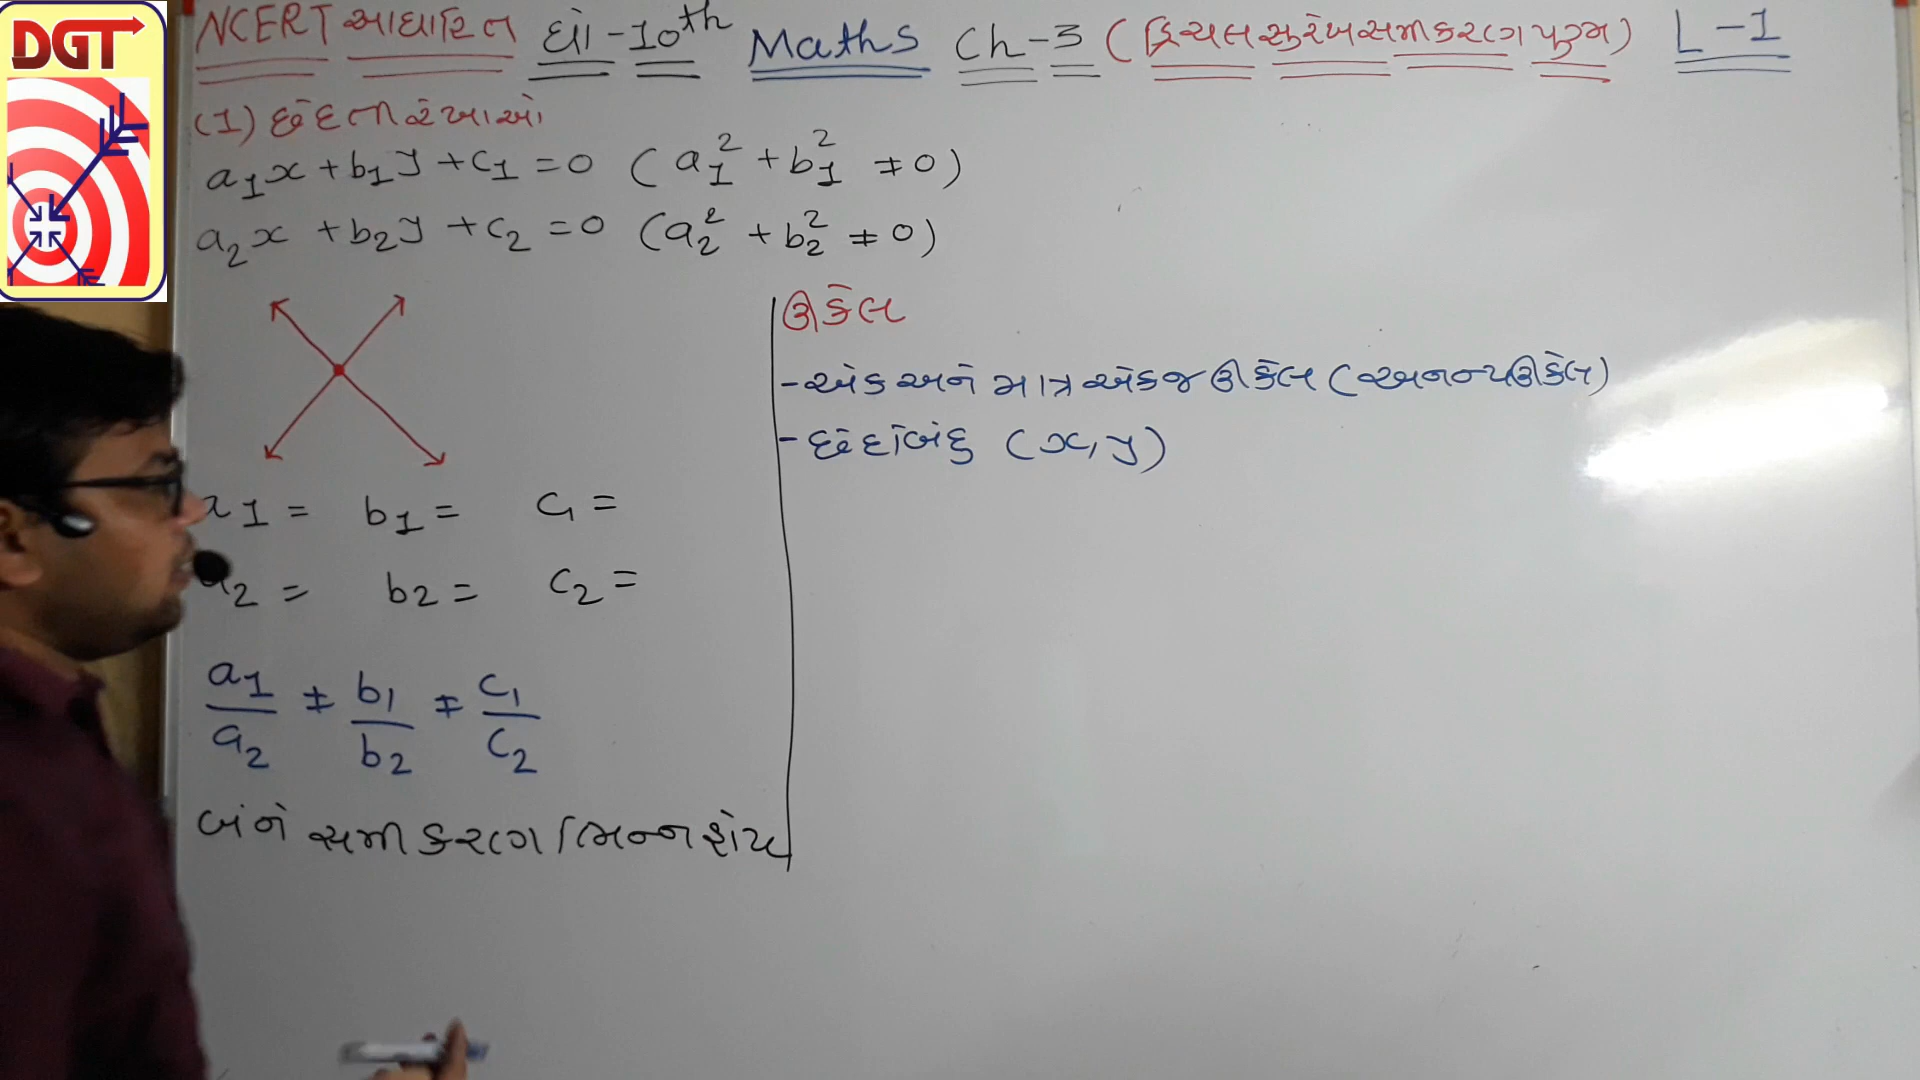 DGT
NCERT આધારિત ધો-10th Maths Ch-3 (દ્વિચલ સુરેખ સમીકરણ યુગ્મ) L-1
(1) છેદતી રેખાઓ
a₁x + b₁y + c₁ = 0 (a₁² + b₁² ≠ 0)
a₂x + b₂y + c₂ = 0 (a₂² + b₂² ≠ 0)
a1 = b1 = c1 =
a2 = b2 = c2 =
a1/a2 ≠ b1/b2 ≠ c1/c2
બંને સમીકરણ ભિન્ન હોય
ઉકેલ
- એક અને માત્ર એક જ ઉકેલ (અનન્ય ઉકેલ)
- છેદબિંદુ (x, y)